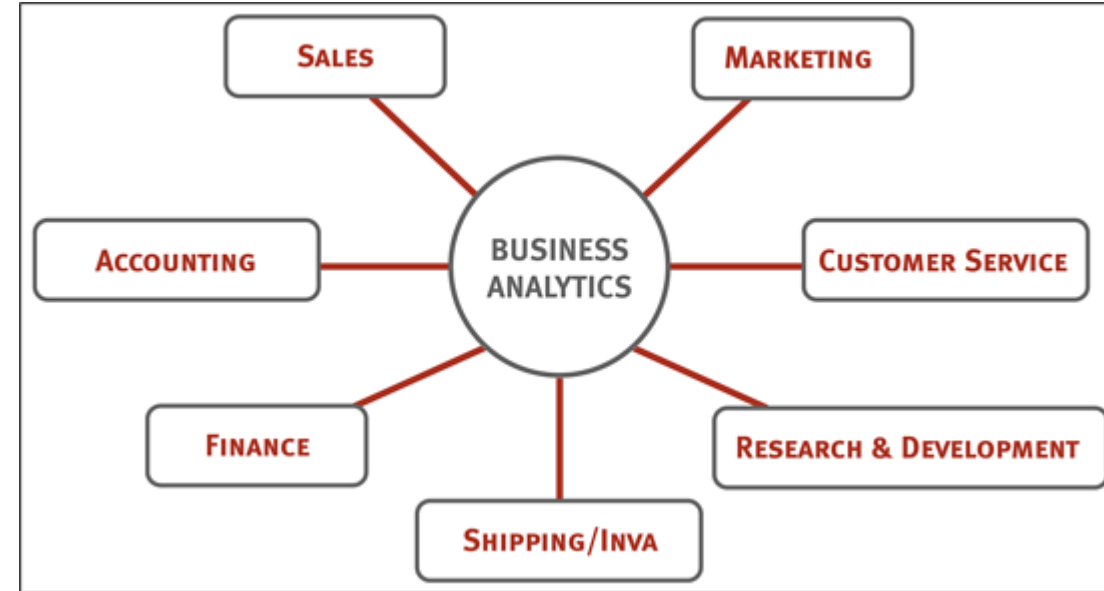 SALES
MARKETING
ACCOUNTING
BUSINESS
ANALYTICS
CUSTOMER SERVICE
FINANCE
RESEARCH & DEVELOPMENT
SHIPPING/INVA